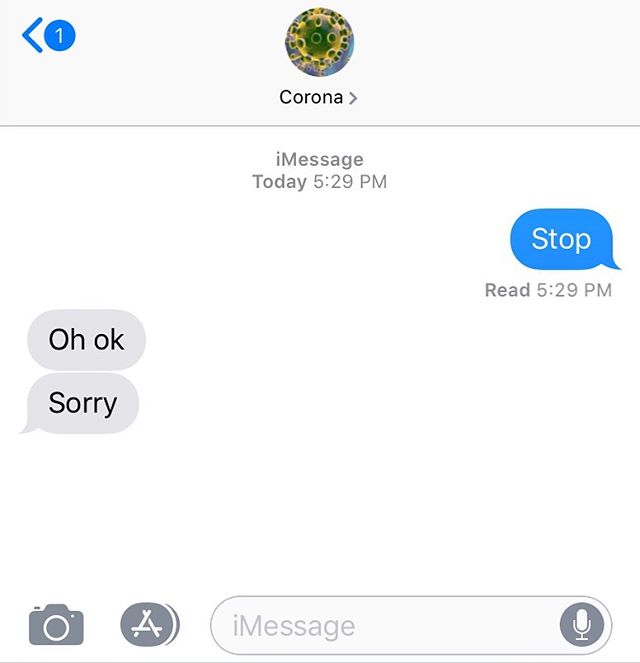 1
Corona
iMessage
Today 5:29 PM
Stop
Read 5:29 PM
Oh ok
Sorry
iMessage